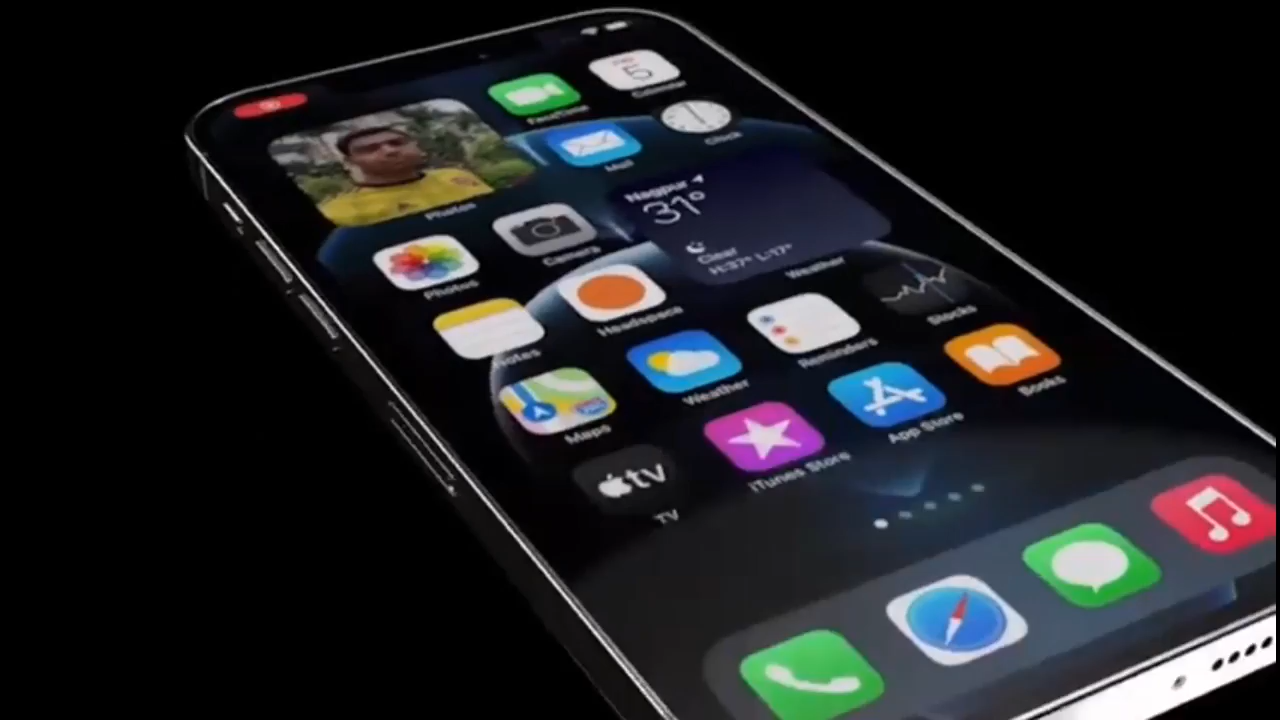 5
FaceTime
Calendar
Mail
Clock
Photos
Nagpur
31°
Clear
H:37° L:17°
Weather
Camera
Photos
Headspace
Notes
Stocks
Reminders
Weather
Maps
Books
App Store
iTunes Store
tv
TV